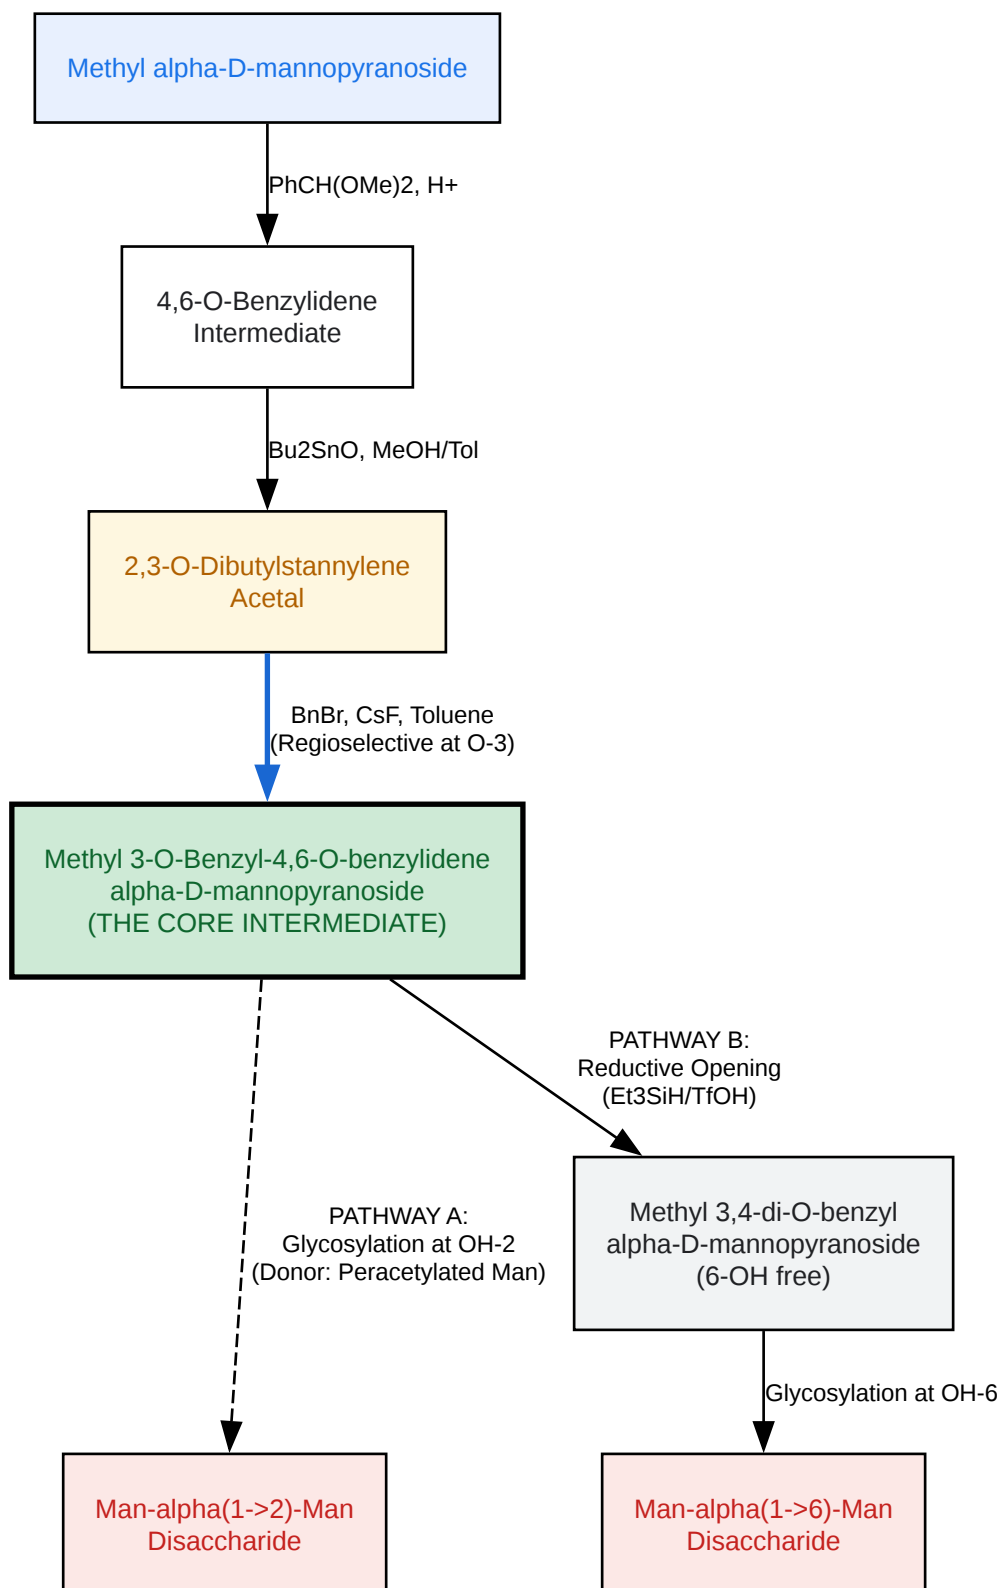 Methyl alpha-D-mannopyranoside
PhCH(OMe)2, H+
4,6-O-Benzylidene
Intermediate
Bu2SnO, MeOH/Tol
2,3-O-Dibutylstannylene
Acetal
BnBr, CsF, Toluene
(Regioselective at O-3)
Methyl 3-O-Benzyl-4,6-O-benzylidene
alpha-D-mannopyranoside
(THE CORE INTERMEDIATE)
PATHWAY B:
Reductive Opening
(Et3SiH/TfOH)
PATHWAY A:
Glycosylation at OH-2
(Donor: Peracetylated Man)
Methyl 3,4-di-O-benzyl
alpha-D-mannopyranoside
(6-OH free)
Glycosylation at OH-6
Man-alpha(1->2)-Man
Disaccharide
Man-alpha(1->6)-Man
Disaccharide